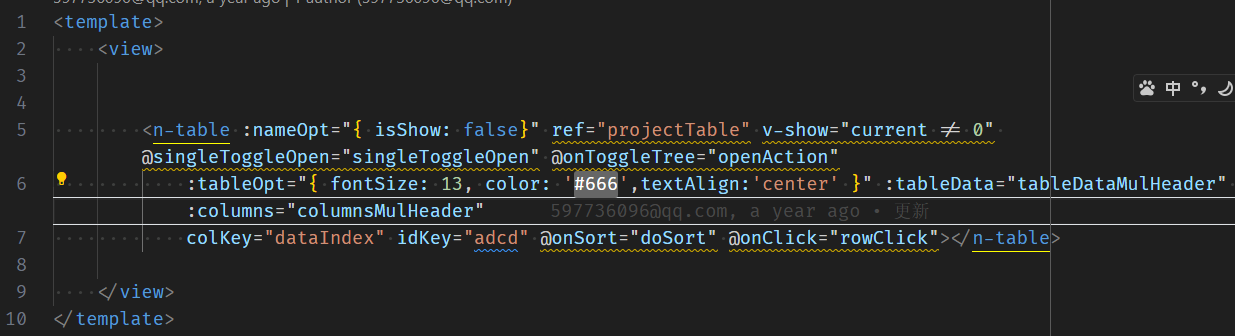 597736096@qq.com, a year ago | 1 author (597736096@qq.com)
1 <template>
2 <view>
3
4
5 <n-table :nameOpt="{ isShow: false}" ref="projectTable" v-show="current != 0"
@singleToggleOpen="singleToggleOpen" @onToggleTree="openAction"
6 :tableOpt="{ fontSize: 13, color: '#666',textAlign:'center' }" :tableData="tableDataMulHeader"
:columns="columnsMulHeader" 597736096@qq.com, a year ago • 更新
7 colKey="dataIndex" idKey="adcd" @onSort="doSort" @onClick="rowClick"></n-table>
8
9 </view>
10 </template>
中 °,